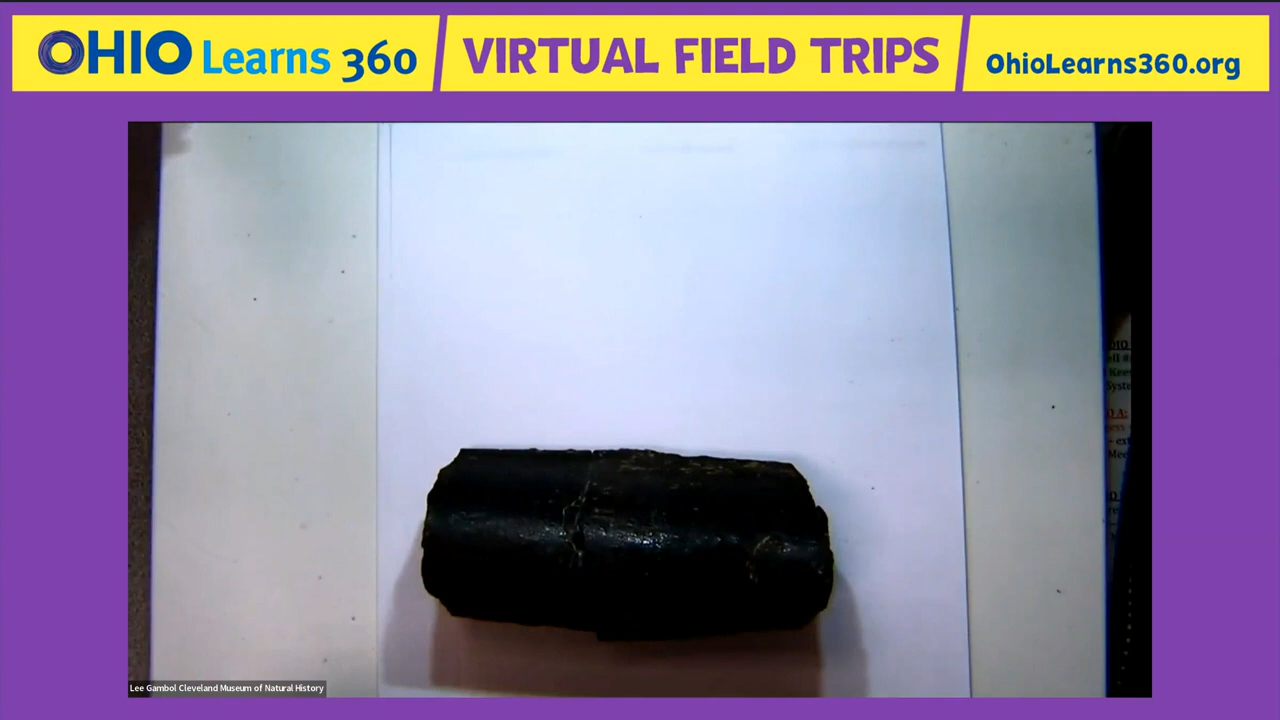 OHIO Learns 360
VIRTUAL FIELD TRIPS
OhioLearns360.org
Lee Gambol Cleveland Museum of Natural History